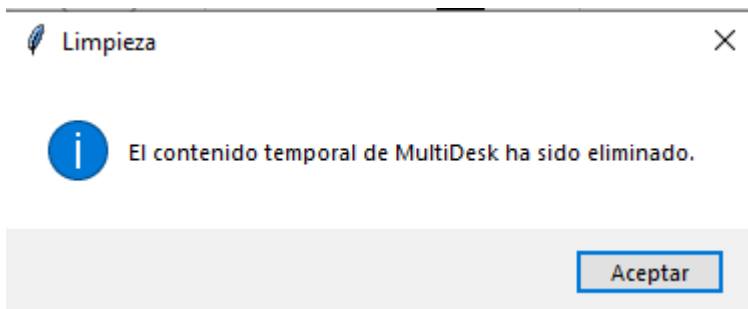 Limpieza
El contenido temporal de MultiDesk ha sido eliminado.
Aceptar